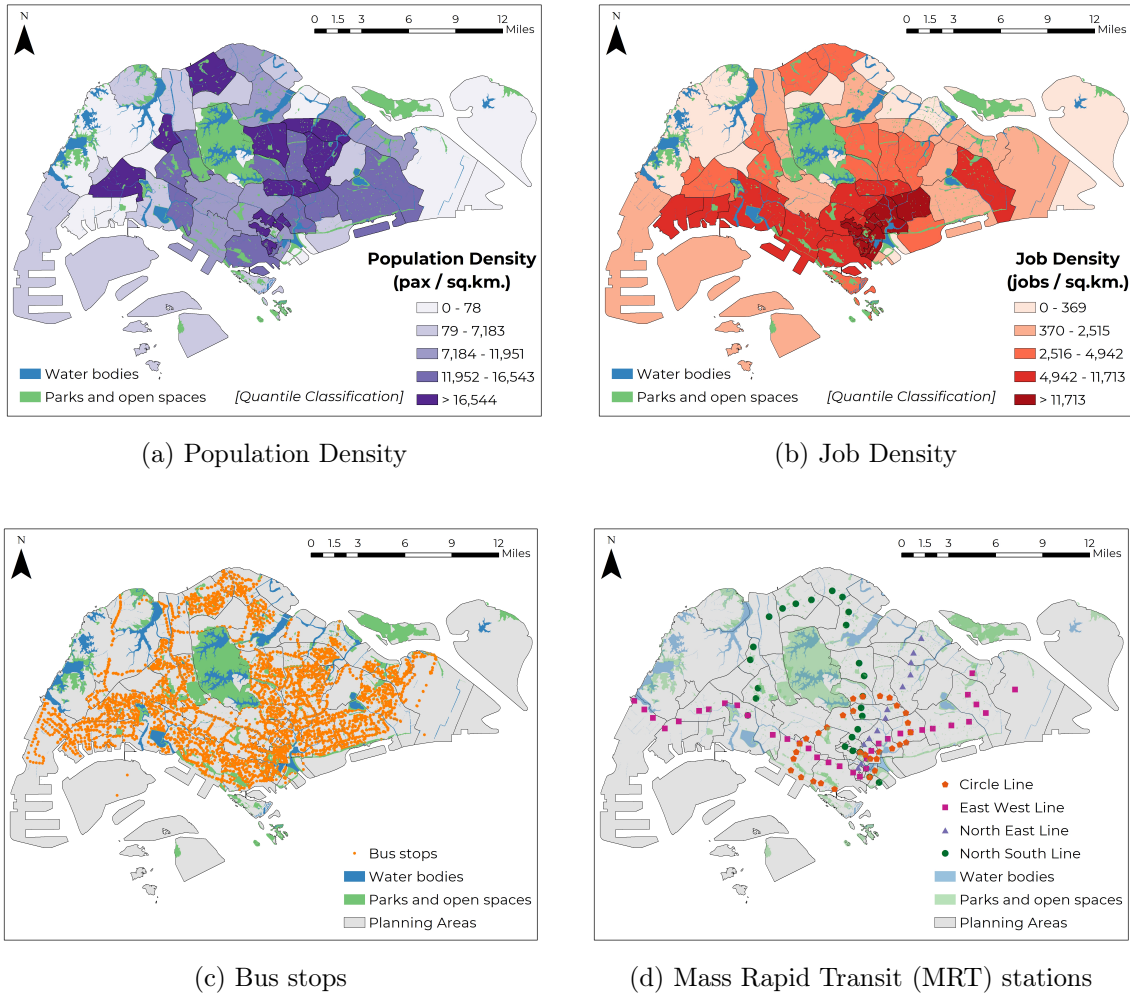 N
0 1.5 3 6 9 12
Miles
Population Density
(pax / sq.km.)
0 - 78
79 - 7,183
7,184 - 11,951
11,952 - 16,543
> 16,544
Water bodies
Parks and open spaces
[Quantile Classification]
(a) Population Density
N
0 1.5 3 6 9 12
Miles
Job Density
(jobs / sq.km.)
0 - 369
370 - 2,515
2,516 - 4,942
4,942 - 11,713
> 11,713
Water bodies
Parks and open spaces
[Quantile Classification]
(b) Job Density
N
0 1.5 3 6 9 12
Miles
Bus stops
Water bodies
Parks and open spaces
Planning Areas
(c) Bus stops
N
0 1.5 3 6 9 12
Miles
Circle Line
East West Line
North East Line
North South Line
Water bodies
Parks and open spaces
Planning Areas
(d) Mass Rapid Transit (MRT) stations